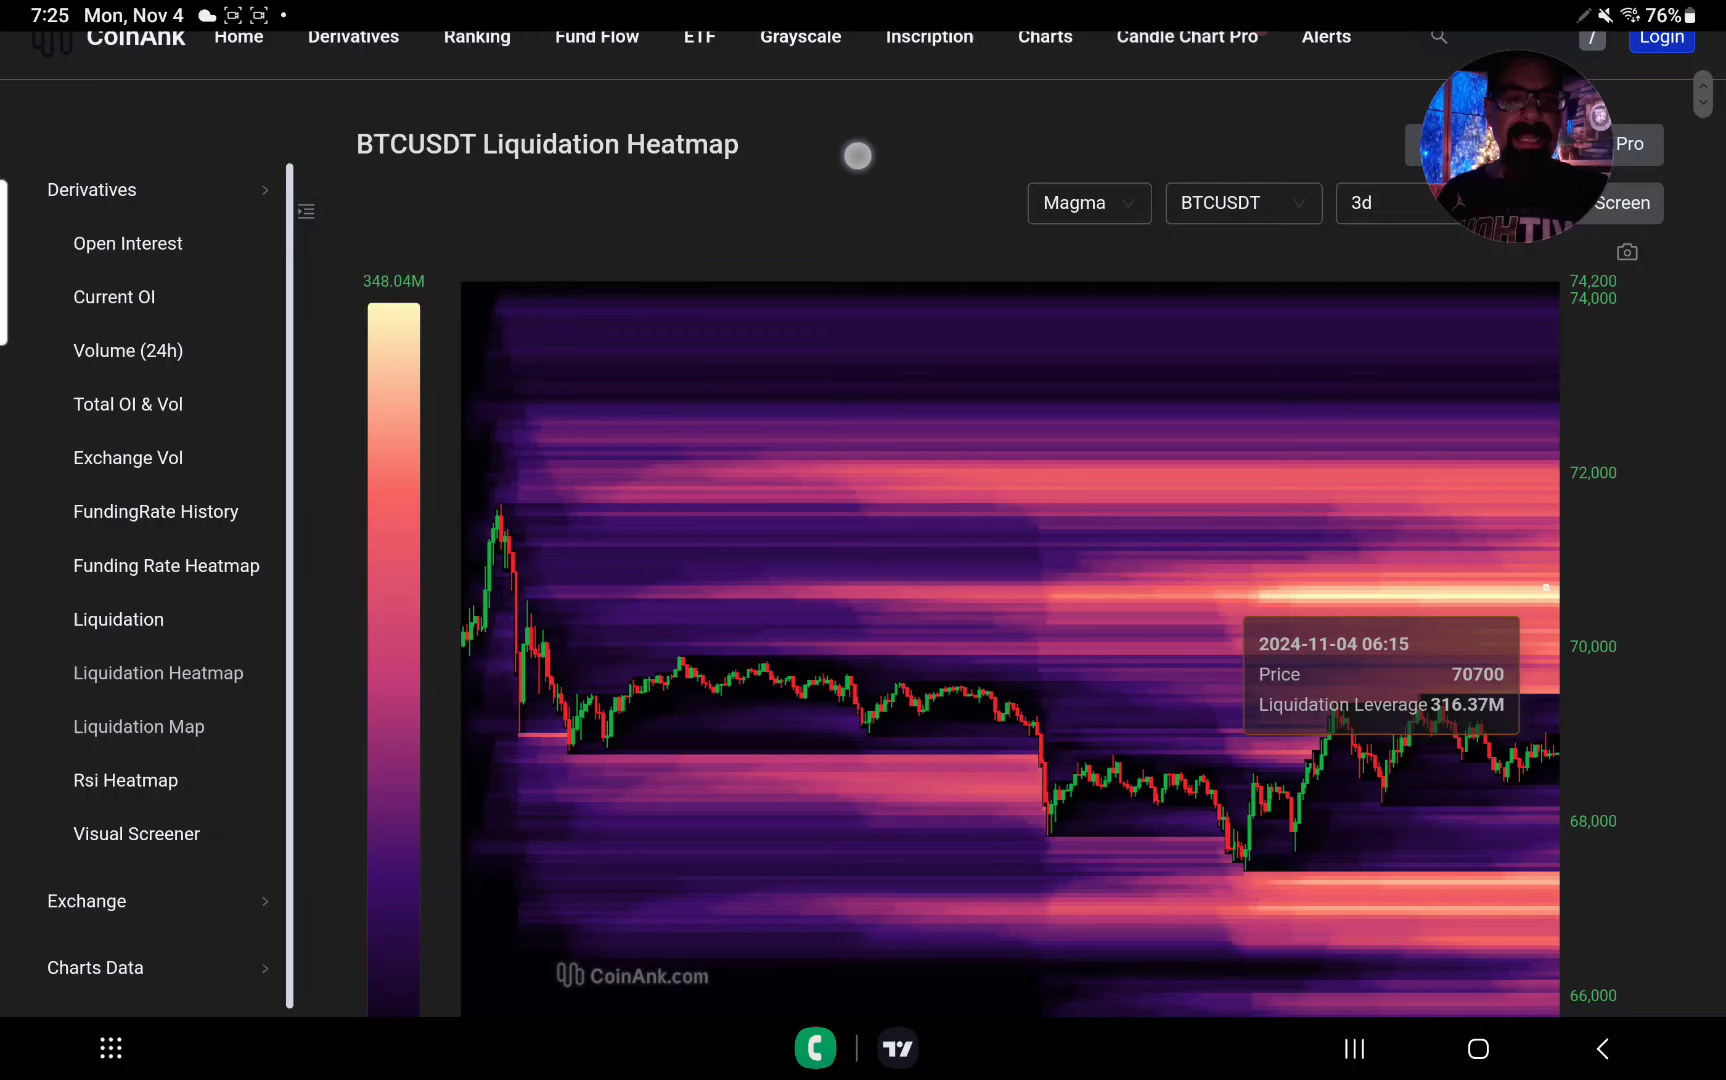 7:25 Mon, Nov 4
76%
CoinAnk Home Derivatives Ranking Fund Flow ETF Grayscale Inscription Charts Candle Chart Pro Alerts / Login
BTCUSDT Liquidation Heatmap
Pro
Magma BTCUSDT 3d Screen
Derivatives
Open Interest
Current OI
Volume (24h)
Total OI & Vol
Exchange Vol
FundingRate History
Funding Rate Heatmap
Liquidation
Liquidation Heatmap
Liquidation Map
Rsi Heatmap
Visual Screener
Exchange
Charts Data
348.04M
74,200
74,000
72,000
70,000
68,000
66,000
2024-11-04 06:15
Price 70700
Liquidation Leverage 316.37M
CoinAnk.com